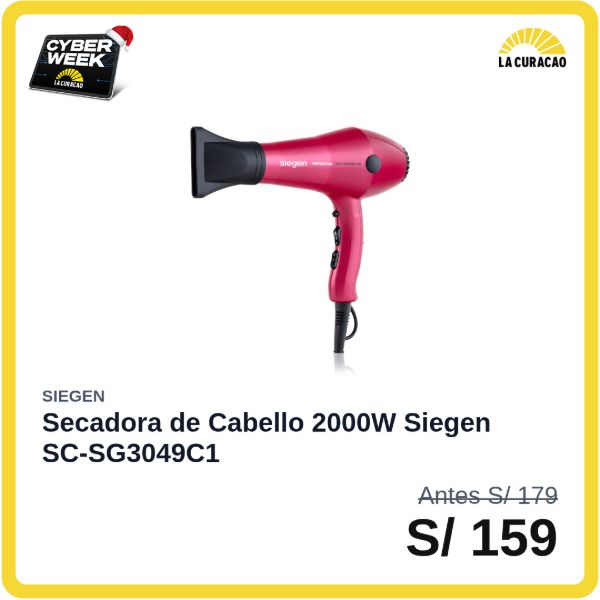 CYBER
WEEK
LA CURACAO
LA CURACAO
siegen
SIEGEN
Secadora de Cabello 2000W Siegen
SC-SG3049C1
Antes S/ 179
S/ 159